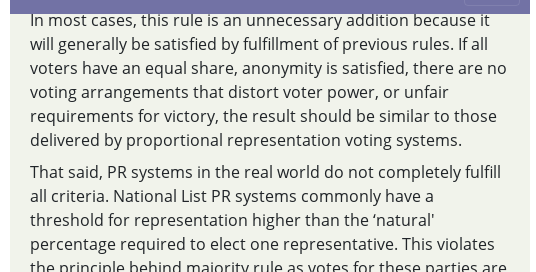 In most cases, this rule is an unnecessary addition because it
will generally be satisfied by fulfillment of previous rules. If all
voters have an equal share, anonymity is satisfied, there are no
voting arrangements that distort voter power, or unfair
requirements for victory, the result should be similar to those
delivered by proportional representation voting systems.
That said, PR systems in the real world do not completely fulfill
all criteria. National List PR systems commonly have a
threshold for representation higher than the ‘natural'
percentage required to elect one representative. This violates
the principle behind majority rule as votes for these parties are